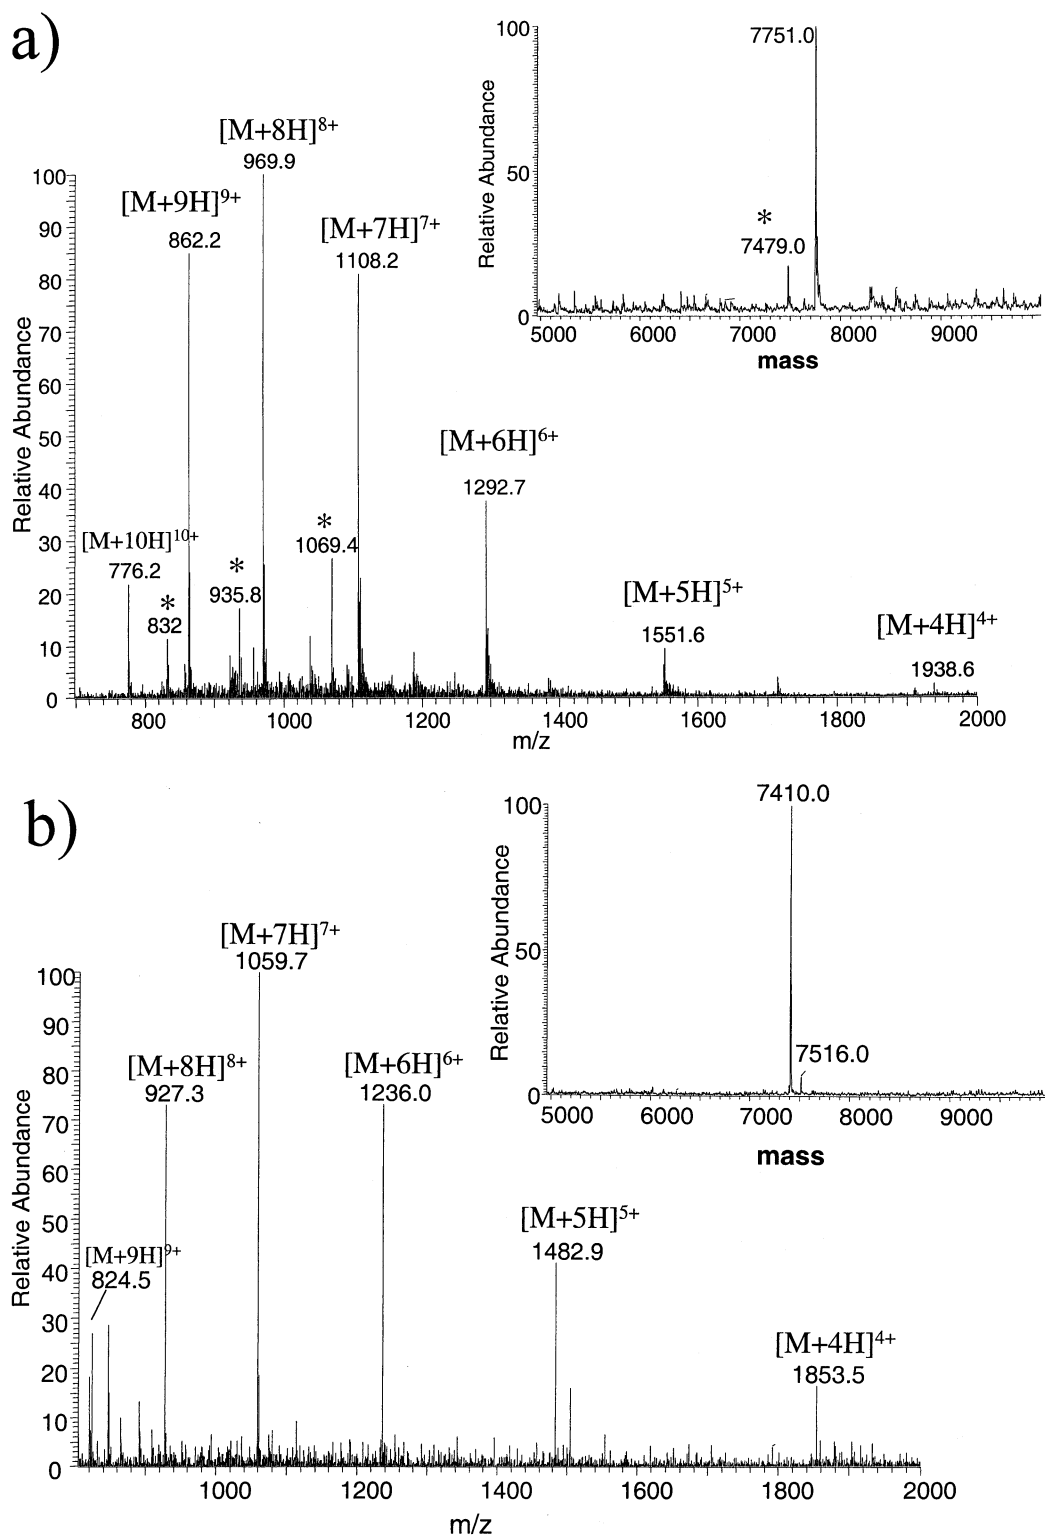 a)
[M+8H]8+
969.9
[M+9H]9+
862.2
[M+7H]7+
1108.2
[M+6H]6+
1292.7
[M+10H]10+
776.2
*
832
*
935.8
*
1069.4
[M+5H]5+
1551.6
[M+4H]4+
1938.6
Relative Abundance
100
90
80
70
60
50
40
30
20
10
0
800 1000 1200 1400 1600 1800 2000
m/z
Relative Abundance
100
50
0
7751.0
*
7479.0
5000 6000 7000 8000 9000
mass
b)
[M+7H]7+
1059.7
[M+8H]8+
927.3
[M+6H]6+
1236.0
[M+9H]9+
824.5
[M+5H]5+
1482.9
[M+4H]4+
1853.5
Relative Abundance
100
90
80
70
60
50
40
30
20
10
0
1000 1200 1400 1600 1800 2000
m/z
Relative Abundance
100
50
0
7410.0
7516.0
5000 6000 7000 8000 9000
mass